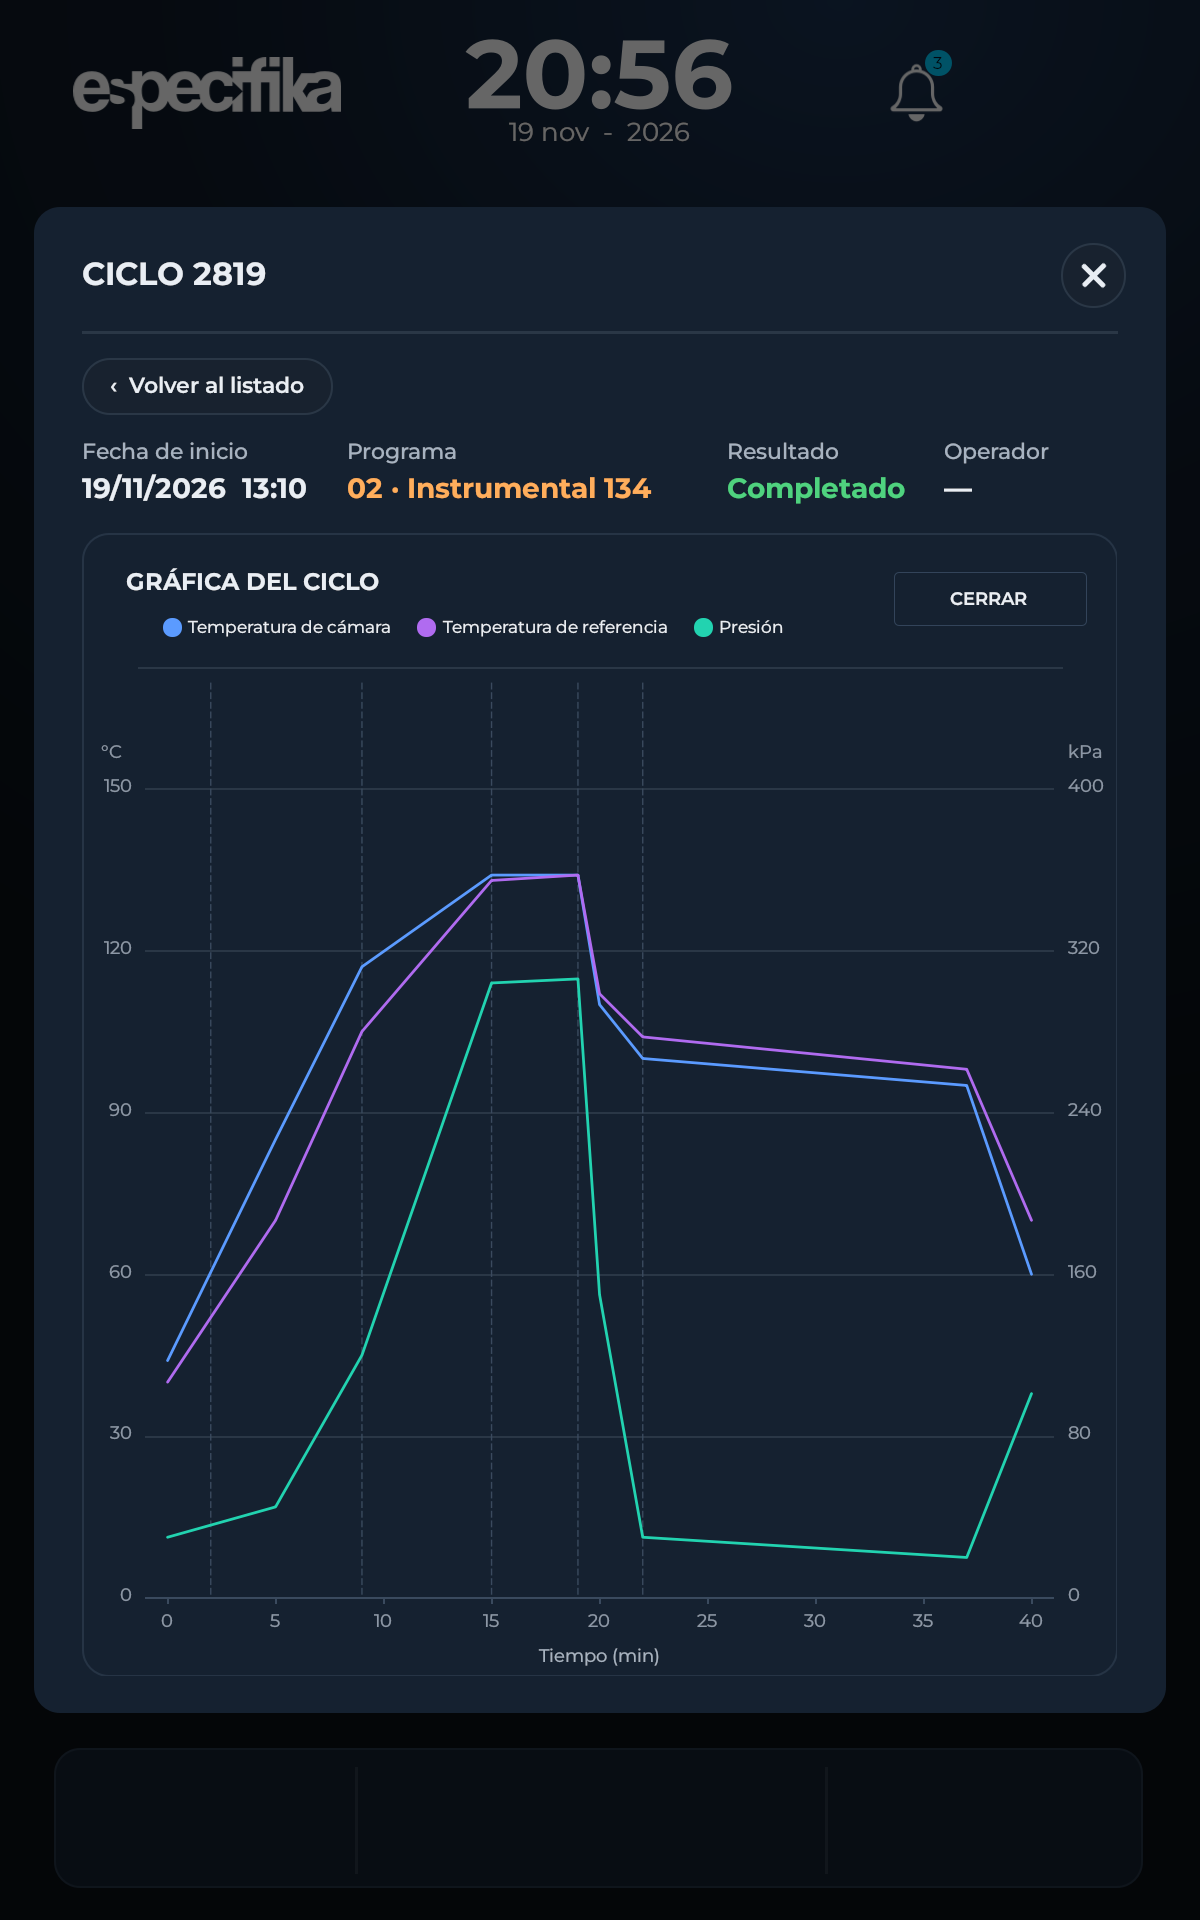 especifika
20:56
19 nov - 2026
3
CICLO 2819
‹ Volver al listado
Fecha de inicio
19/11/2026 13:10
Programa
02 · Instrumental 134
Resultado
Completado
Operador
—
GRÁFICA DEL CICLO
CERRAR
Temperatura de cámara
Temperatura de referencia
Presión
°C
kPa
150
400
120
320
90
240
60
160
30
80
0
0
0 5 10 15 20 25 30 35 40
Tiempo (min)